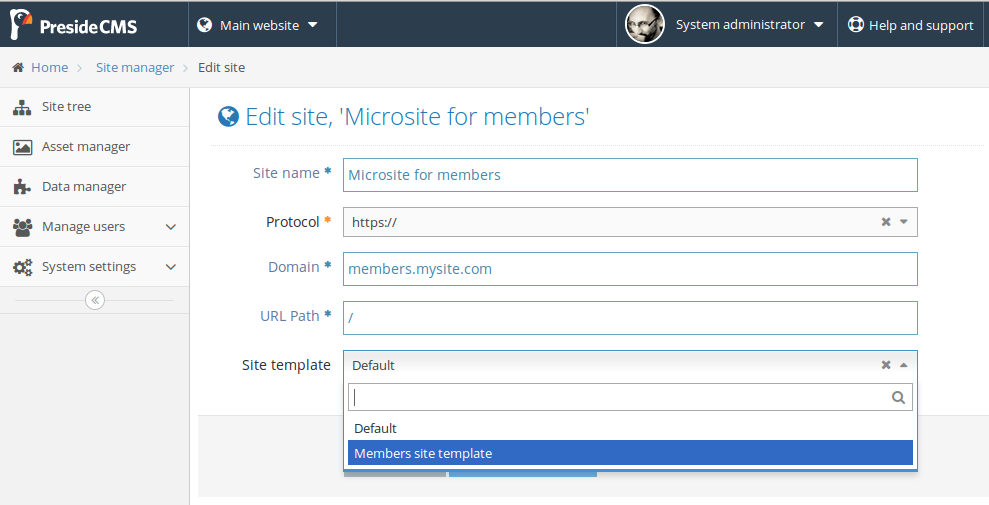 PresideCMS Main website System administrator Help and support
Home Site manager Edit site
Site tree
Asset manager
Data manager
Manage users
System settings
Edit site, 'Microsite for members'
Site name * Microsite for members
Protocol * https://
Domain * members.mysite.com
URL Path * /
Site template Default
Default
Members site template